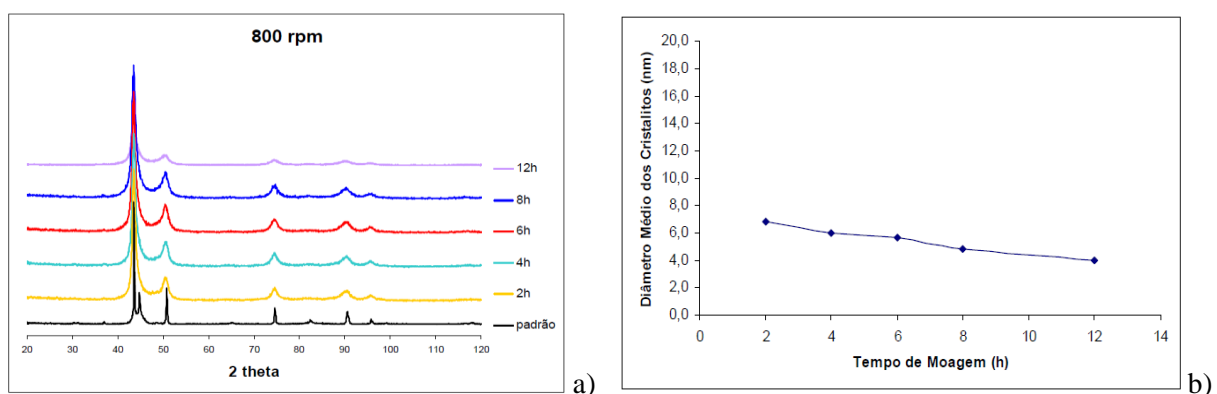 800 rpm
12h
8h
6h
4h
2h
padrão
20 30 40 50 60 70 80 90 100 110 120
2 theta
a)
Diâmetro Médio dos Cristalitos (nm)
20,0
18,0
16,0
14,0
12,0
10,0
8,0
6,0
4,0
2,0
0,0
0 2 4 6 8 10 12 14
Tempo de Moagem (h)
b)